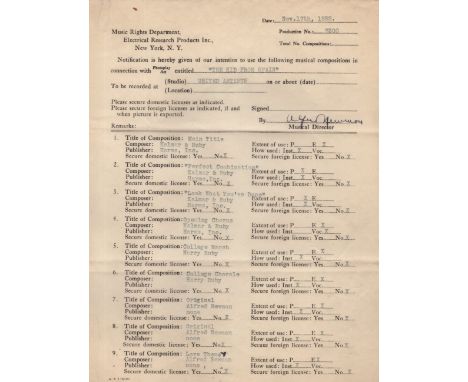 Date: Nov. 17th, 1932.
Music Rights Department, Production No. 5200
Electrical Research Products Inc., Total No. Compositions:
New York, N. Y.
Notification is hereby given of our intention to use the following musical compositions in
connection with Photoplay entitled "THE KID FROM SPAIN"
To be recorded at (Studio) UNITED ARTISTS on or about (date)
(Location)
Please secure domestic licenses as indicated.
Please secure foreign licenses as indicated, if and when picture is exported.
Signed
By Alfred Newman
Musical Director
Remarks:
1. Title of Composition: Main Title
Composer: Kalmar & Ruby Extent of use: P. E. X
Publisher: Harms, Inc. How used: Inst. X Voc.
Secure domestic license: Yes No. X Secure foreign license: Yes No. X
2. Title of Composition: "Perfect Combination"
Composer: Kalmar & Ruby Extent of use: P. X E.
Publisher: Harms, Inc. How used: Inst. Voc. X
Secure domestic license: Yes No. X Secure foreign license: Yes No. X
3. Title of Composition: "Look What You've Done"
Composer: Kalmar & Ruby Extent of use: P. X E.
Publisher: Harms, Inc. How used: Inst. X Voc. X
Secure domestic license: Yes No. X Secure foreign license: Yes No. X
4. Title of Composition: Opening Chorus
Composer: Kalmar & Ruby Extent of use: P. E. X
Publisher: Harms, Inc. How used: Inst. Voc. X
Secure domestic license: Yes No. X Secure foreign license: Yes No. X
5. Title of Composition: College March
Composer: Harry Ruby Extent of use: P. E. X
Publisher: How used: Inst. X Voc.
Secure domestic license: Yes No. X Secure foreign license: Yes No. X
6. Title of Composition: College Chorale
Composer: Harry Ruby Extent of use: P. E. X
Publisher: How used: Inst. X Voc.
Secure domestic license: Yes No. X Secure foreign license: Yes No. X
7. Title of Composition: Original
Composer: Alfred Newman Extent of use: P. E. X
Publisher: none How used: Inst. X Voc.
Secure domestic license: Yes No. X Secure foreign license: Yes No. X
8. Title of Composition: Original
Composer: Alfred Newman Extent of use: P. E. X
Publisher: none How used: Inst. X Voc.
Secure domestic license: Yes No. X Secure foreign license: Yes No. X
9. Title of Composition: Love Theme
Composer: Alfred Newman Extent of use: P. E. X
Publisher: none How used: Inst. X Voc.
Secure domestic license: Yes No. X Secure foreign license: Yes No. X